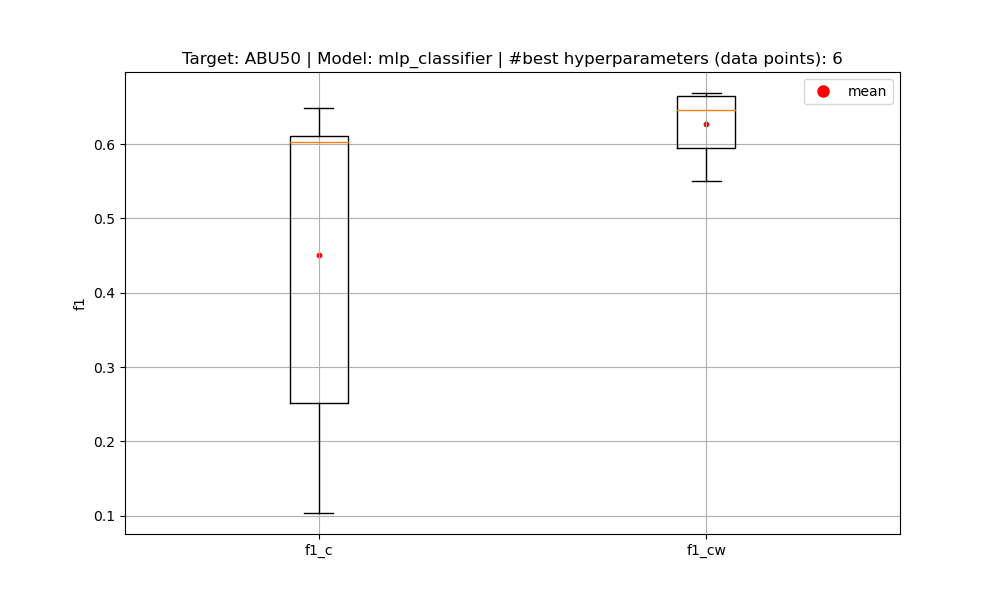 Target: ABU50 | Model: mlp_classifier | #best hyperparameters (data points): 6
mean
f1
0.6
0.5
0.4
0.3
0.2
0.1
f1_c
f1_cw